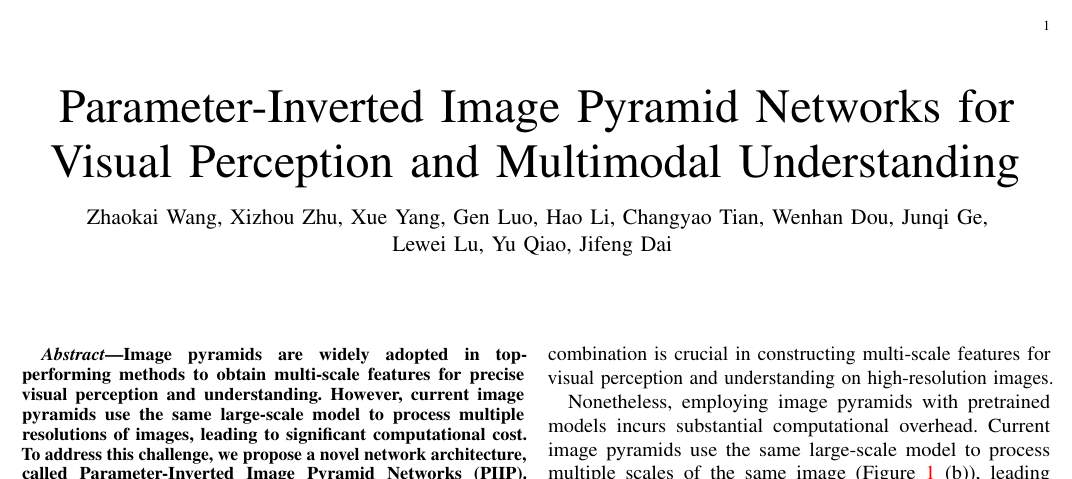 1
Parameter-Inverted Image Pyramid Networks for
Visual Perception and Multimodal Understanding
Zhaokai Wang, Xizhou Zhu, Xue Yang, Gen Luo, Hao Li, Changyao Tian, Wenhan Dou, Junqi Ge,
Lewei Lu, Yu Qiao, Jifeng Dai
Abstract—Image pyramids are widely adopted in top-
performing methods to obtain multi-scale features for precise
visual perception and understanding. However, current image
pyramids use the same large-scale model to process multiple
resolutions of images, leading to significant computational cost.
To address this challenge, we propose a novel network architecture,
called Parameter-Inverted Image Pyramid Networks (PIIP).
combination is crucial in constructing multi-scale features for
visual perception and understanding on high-resolution images.
Nonetheless, employing image pyramids with pretrained
models incurs substantial computational overhead. Current
image pyramids use the same large-scale model to process
multiple scales of the same image (Figure 1 (b)), leading